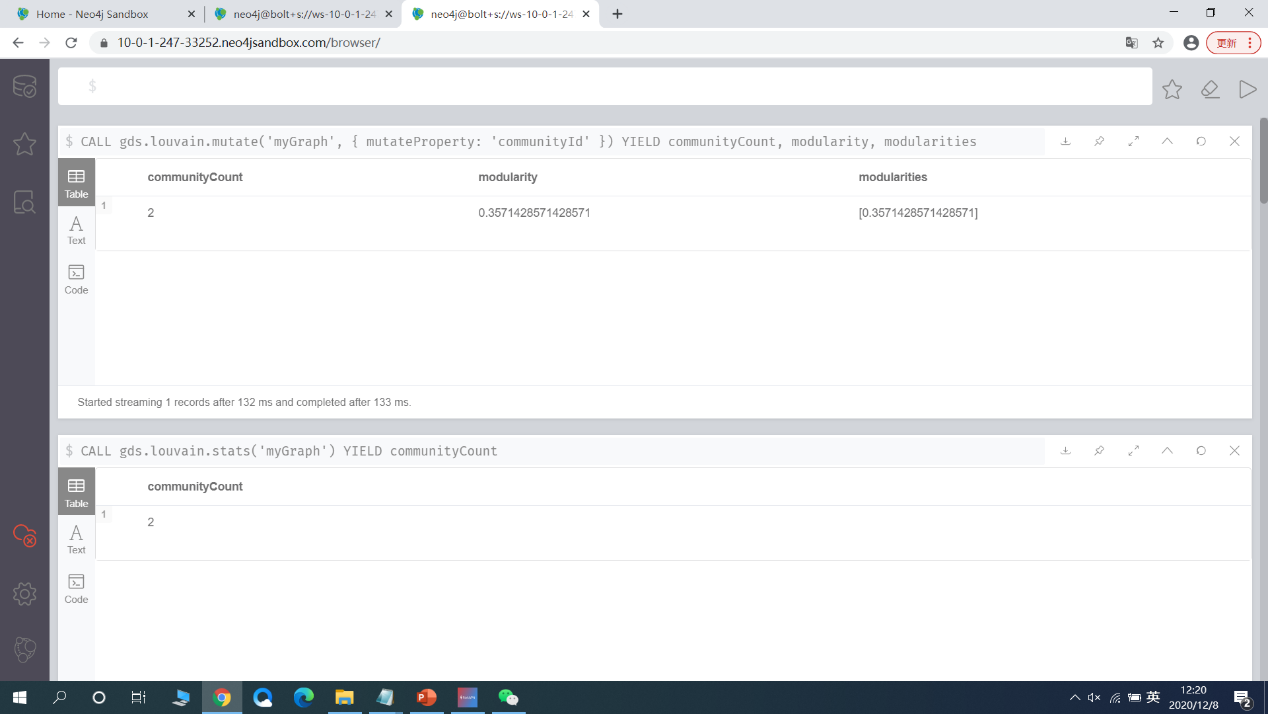 Home - Neo4j Sandbox
neo4j@bolt+s://ws-10-0-1-24
neo4j@bolt+s://ws-10-0-1-24
10-0-1-247-33252.neo4jsandbox.com/browser/
更新
$
$ CALL gds.louvain.mutate('myGraph', { mutateProperty: 'communityId' }) YIELD communityCount, modularity, modularities
Table
Text
Code
communityCount modularity modularities
1
2 0.3571428571428571 [0.3571428571428571]
Started streaming 1 records after 132 ms and completed after 133 ms.
$ CALL gds.louvain.stats('myGraph') YIELD communityCount
Table
Text
Code
communityCount
1
2
英
12:20
2020/12/8
2